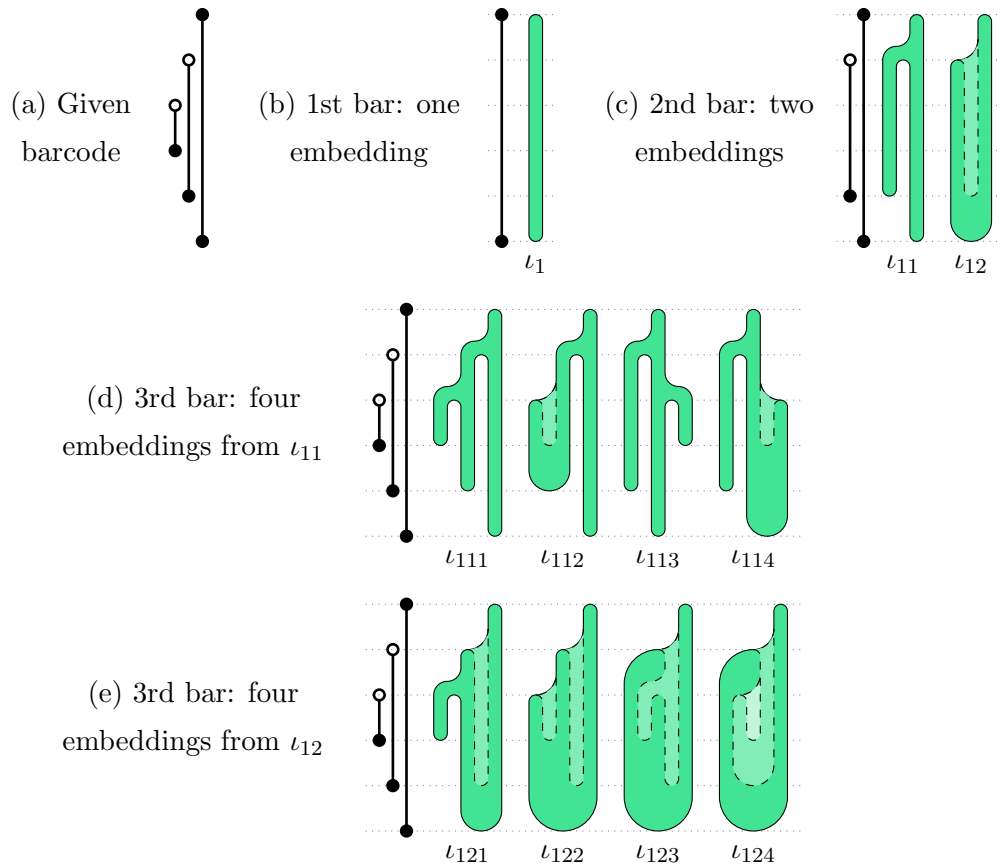 (a) Given
barcode
(b) 1st bar: one
embedding
ι₁
(c) 2nd bar: two
embeddings
ι₁₁ ι₁₂
(d) 3rd bar: four
embeddings from ι₁₁
ι₁₁₁ ι₁₁₂ ι₁₁₃ ι₁₁₄
(e) 3rd bar: four
embeddings from ι₁₂
ι₁₂₁ ι₁₂₂ ι₁₂₃ ι₁₂₄